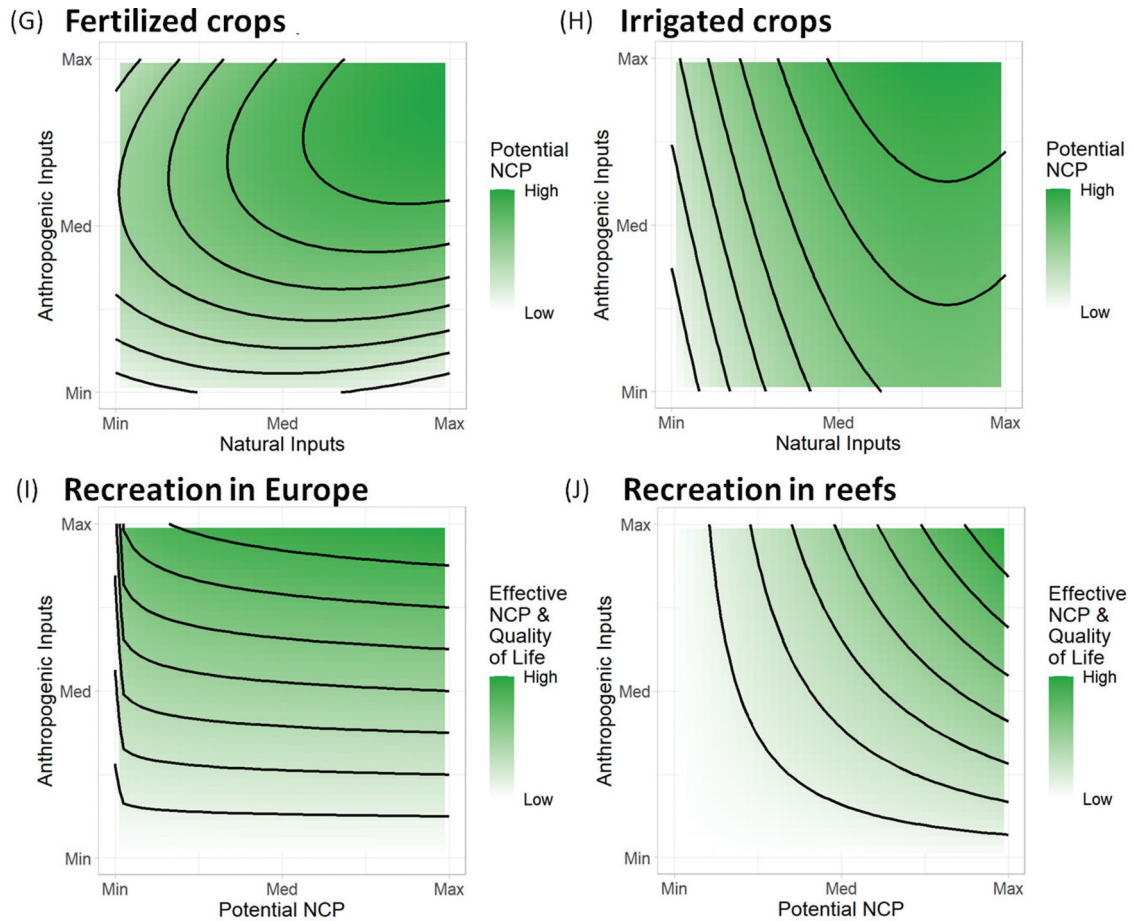 (G) Fertilized crops .
Max
Med
Min
Anthropogenic Inputs
Min Med Max
Natural Inputs
Potential
NCP
High
Low
(H) Irrigated crops
Max
Med
Min
Anthropogenic Inputs
Min Med Max
Natural Inputs
Potential
NCP
High
Low
(I) Recreation in Europe
Max
Med
Min
Anthropogenic Inputs
Min Med Max
Potential NCP
Effective
NCP &
Quality
of Life
High
Low
(J) Recreation in reefs
Max
Med
Min
Anthropogenic Inputs
Min Med Max
Potential NCP
Effective
NCP &
Quality
of Life
High
Low